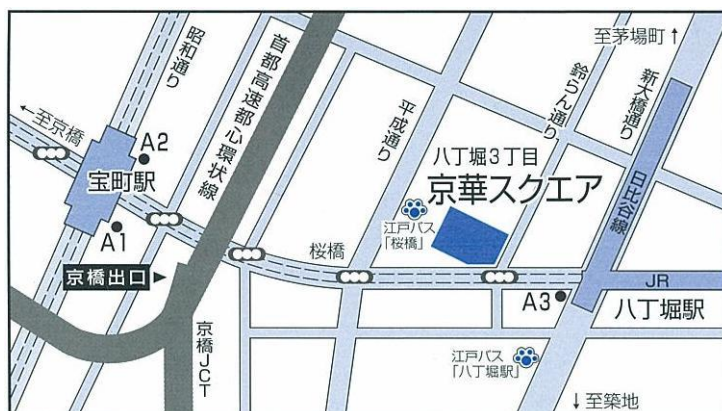 至茅場町↑
昭和通り
首都高速都心環状線
←至京橋
平成通り
鈴らん通り
新大橋通り
A2
宝町駅
A1
八丁堀3丁目
京華スクエア
江戸バス
「桜橋」
日比谷線
桜橋
京橋出口▶
JR
A3
八丁堀駅
京橋JCT
江戸バス
「八丁堀駅」
↓至築地